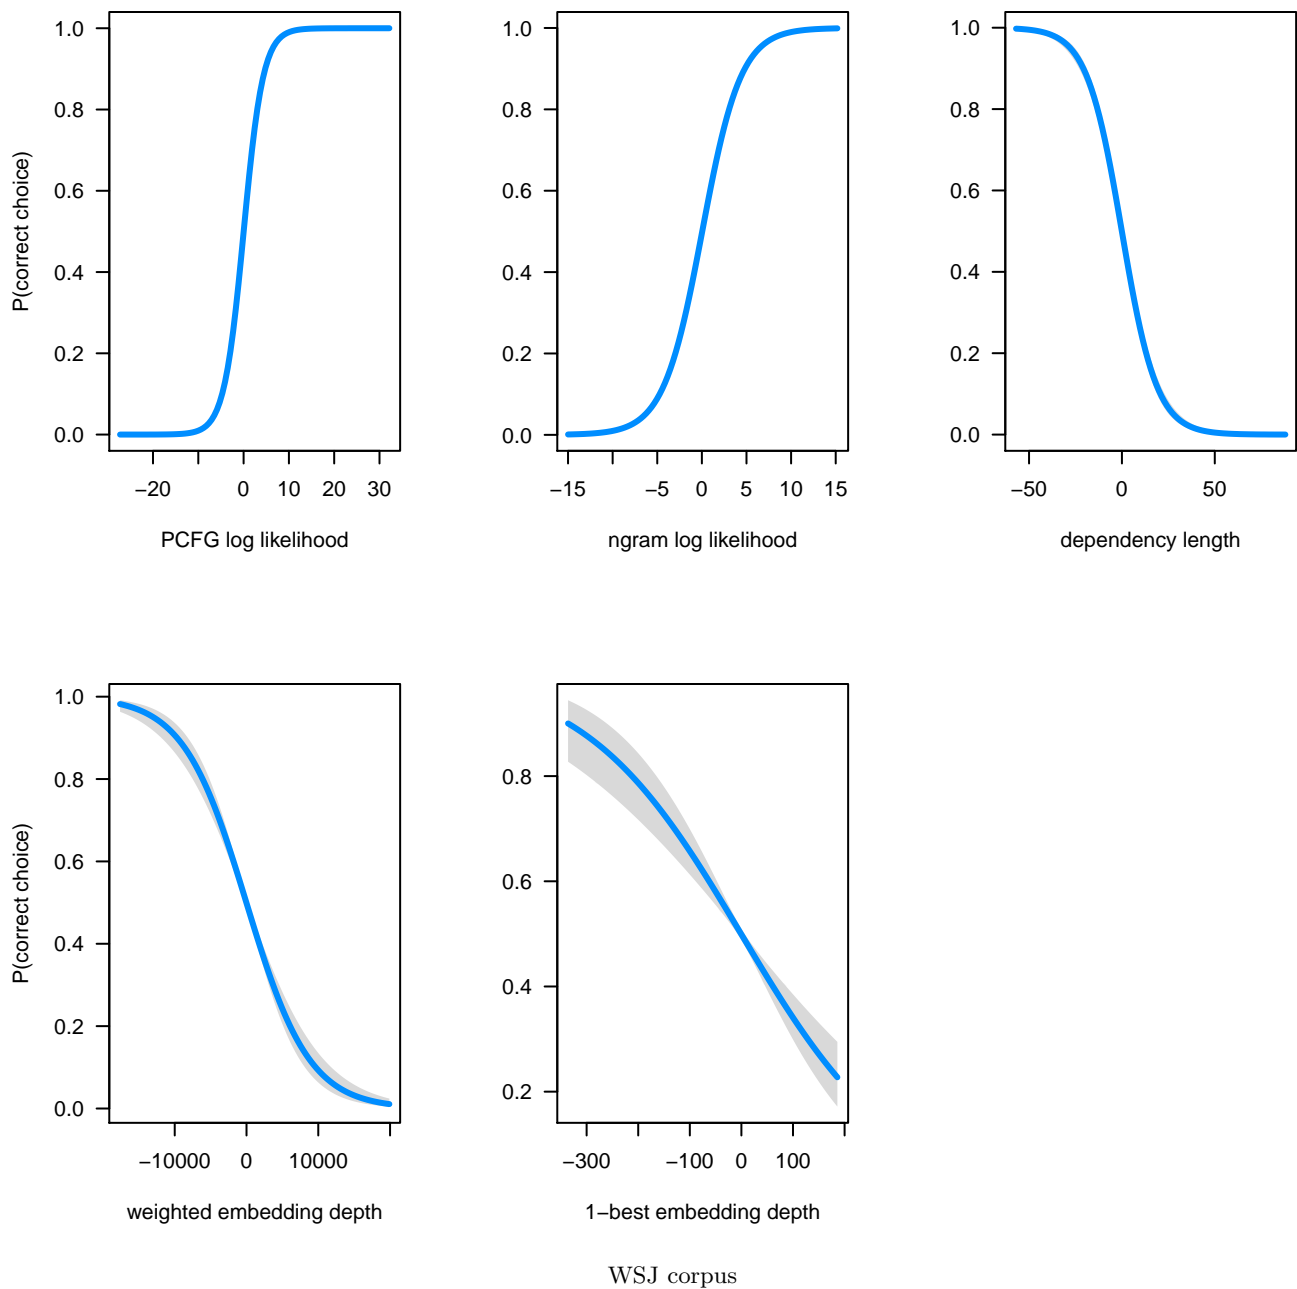 1.0
0.8
0.6
0.4
0.2
0.0
P(correct choice)
−20 0 10 20 30
PCFG log likelihood
1.0
0.8
0.6
0.4
0.2
0.0
−15 −5 0 5 10 15
ngram log likelihood
1.0
0.8
0.6
0.4
0.2
0.0
−50 0 50
dependency length
1.0
0.8
0.6
0.4
0.2
0.0
P(correct choice)
−10000 0 10000
weighted embedding depth
0.8
0.6
0.4
0.2
−300 −100 0 100
1−best embedding depth
WSJ corpus